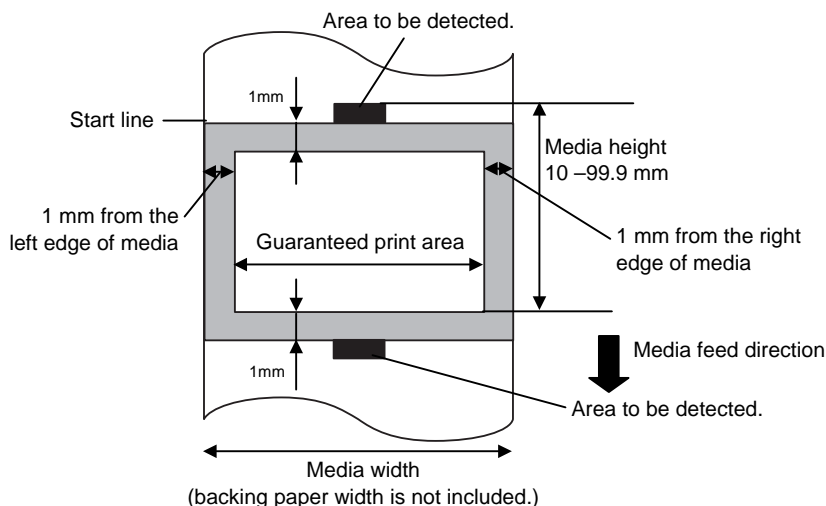 Area to be detected.
1mm
Start line
Media height
10 –99.9 mm
1 mm from the
left edge of media
Guaranteed print area
1 mm from the right
edge of media
1mm
Media feed direction
Area to be detected.
Media width
(backing paper width is not included.)